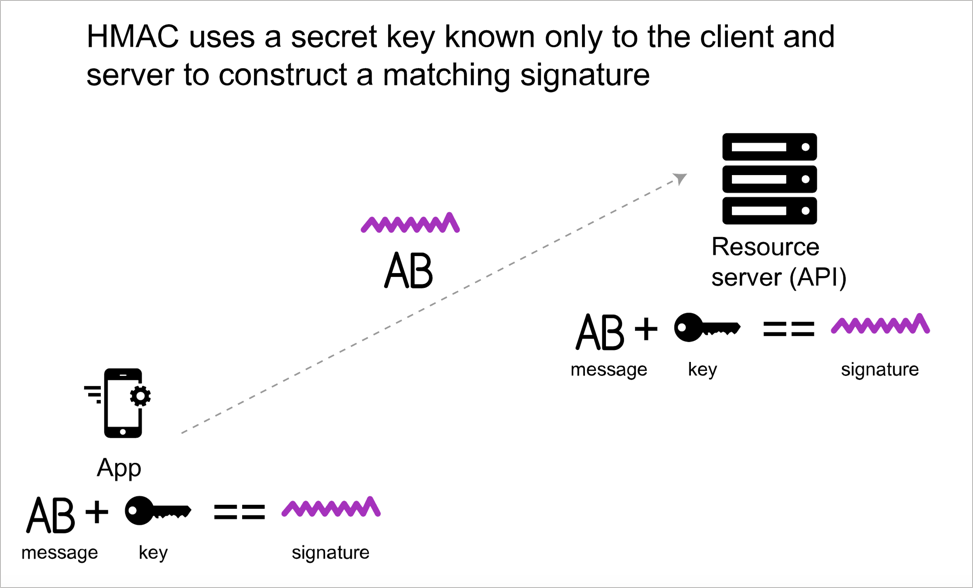 HMAC uses a secret key known only to the client and
server to construct a matching signature
AB
Resource
server (API)
AB + ==
message key signature
App
AB + ==
message key signature